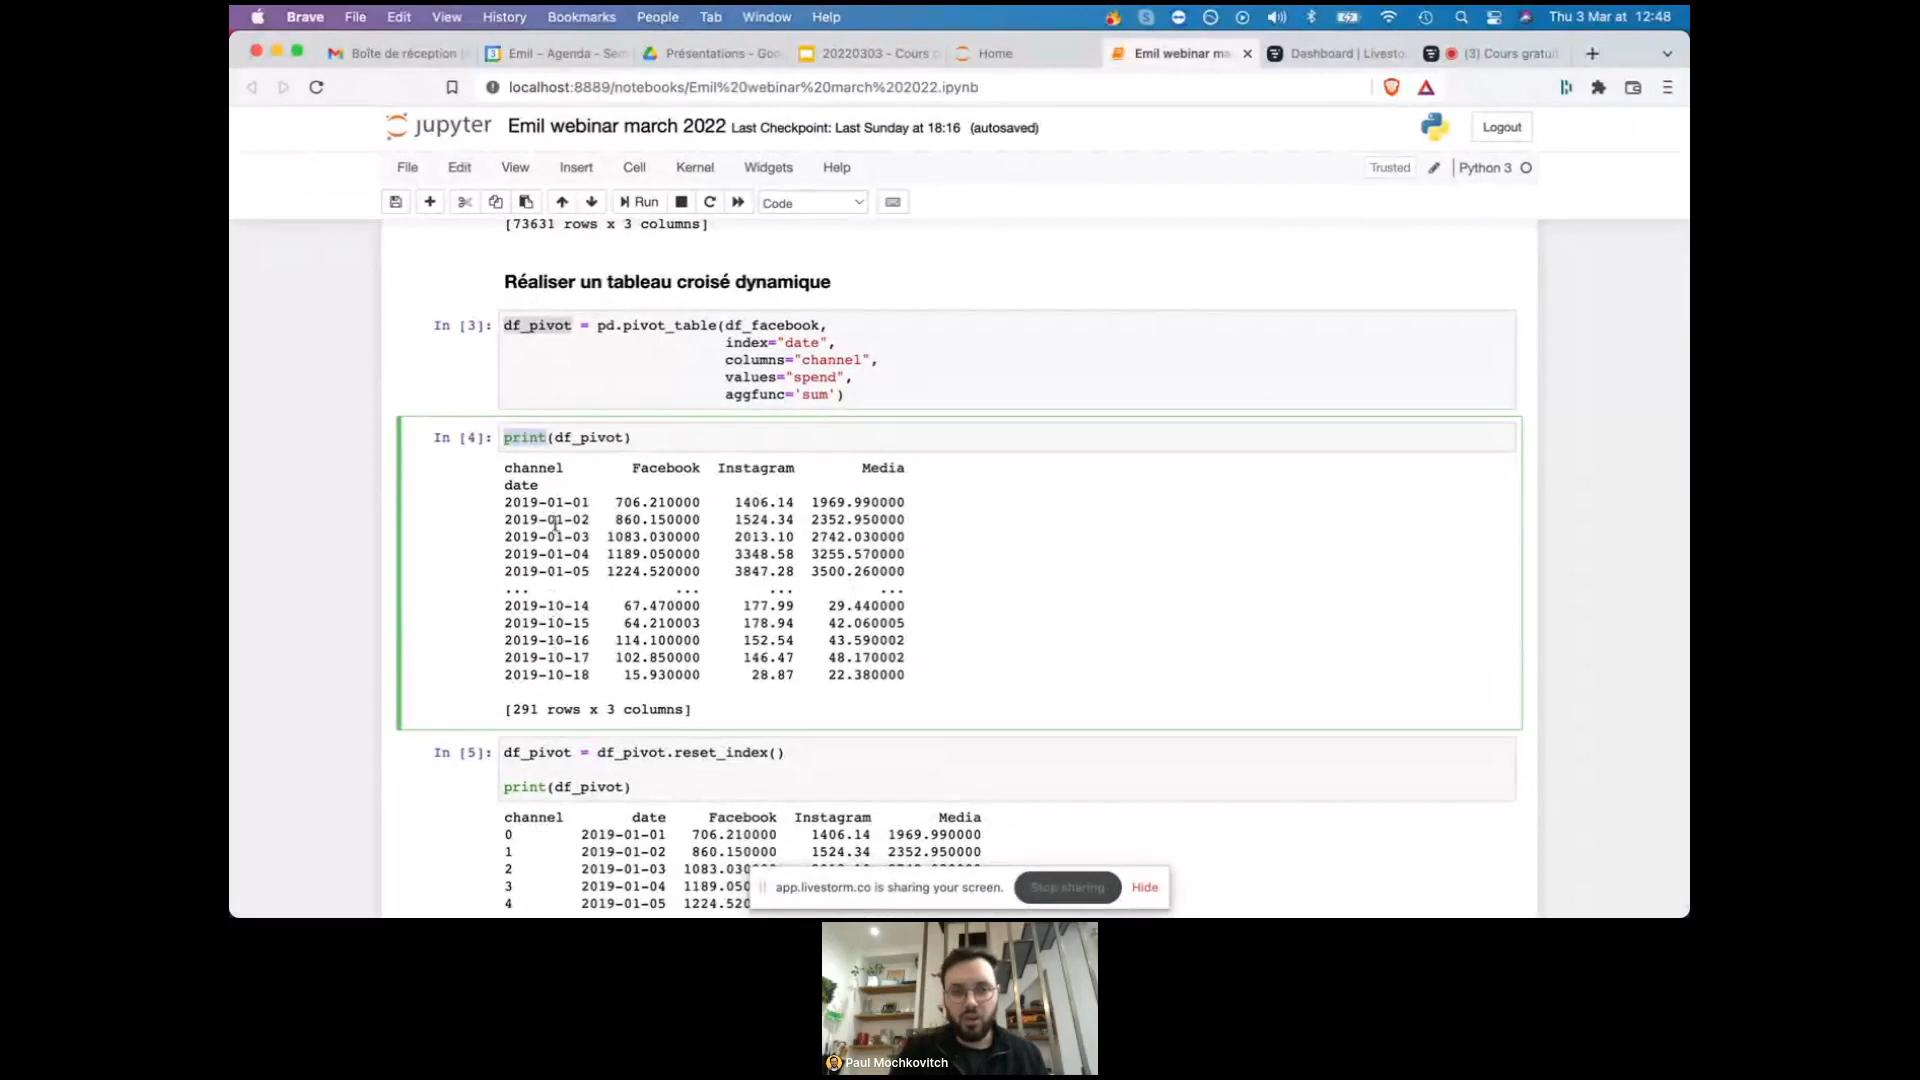 Brave File Edit View History Bookmarks People Tab Window Help Thu 3 Mar at 12:48
Boîte de réception Emil – Agenda - Sem Présentations - Goo 20220303 - Cours Home Emil webinar ma Dashboard | Livesto (3) Cours gratui
localhost:8889/notebooks/Emil%20webinar%20march%202022.ipynb
jupyter Emil webinar march 2022 Last Checkpoint: Last Sunday at 18:16 (autosaved) Logout
File Edit View Insert Cell Kernel Widgets Help Trusted Python 3
Run Code
[73631 rows x 3 columns]
Réaliser un tableau croisé dynamique
In [3]: df_pivot = pd.pivot_table(df_facebook,
index="date",
columns="channel",
values="spend",
aggfunc='sum')
In [4]: print(df_pivot)
channel Facebook Instagram Media
date
2019-01-01 706.210000 1406.14 1969.990000
2019-01-02 860.150000 1524.34 2352.950000
2019-01-03 1083.030000 2013.10 2742.030000
2019-01-04 1189.050000 3348.58 3255.570000
2019-01-05 1224.520000 3847.28 3500.260000
... ... ... ...
2019-10-14 67.470000 177.99 29.440000
2019-10-15 64.210003 178.94 42.060005
2019-10-16 114.100000 152.54 43.590002
2019-10-17 102.850000 146.47 48.170002
2019-10-18 15.930000 28.87 22.380000
[291 rows x 3 columns]
In [5]: df_pivot = df_pivot.reset_index()
print(df_pivot)
channel date Facebook Instagram Media
0 2019-01-01 706.210000 1406.14 1969.990000
1 2019-01-02 860.150000 1524.34 2352.950000
2 2019-01-03 1083.030
3 2019-01-04 1189.050
4 2019-01-05 1224.520
app.livestorm.co is sharing your screen. Stop sharing Hide
Paul Mochkovitch